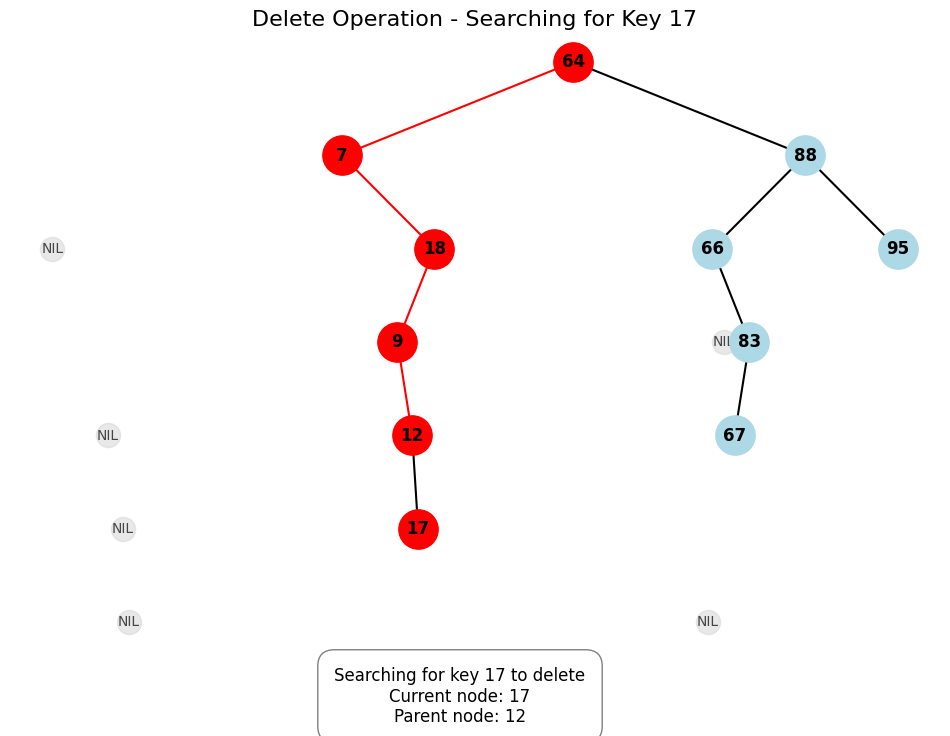 Delete Operation - Searching for Key 17
64
7
88
NIL
18
66
95
9
NIL
83
NIL
12
67
NIL
17
NIL
NIL
Searching for key 17 to delete
Current node: 17
Parent node: 12